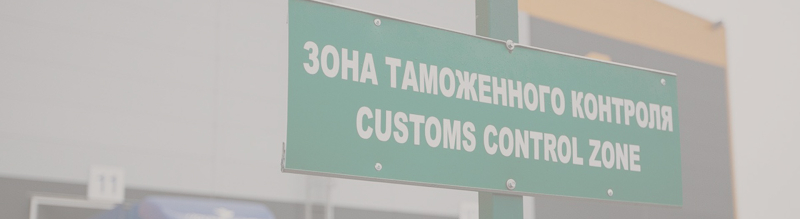 ЗОНА ТАМОЖЕННОГО КОНТРОЛЯ
CUSTOMS CONTROL ZONE
11